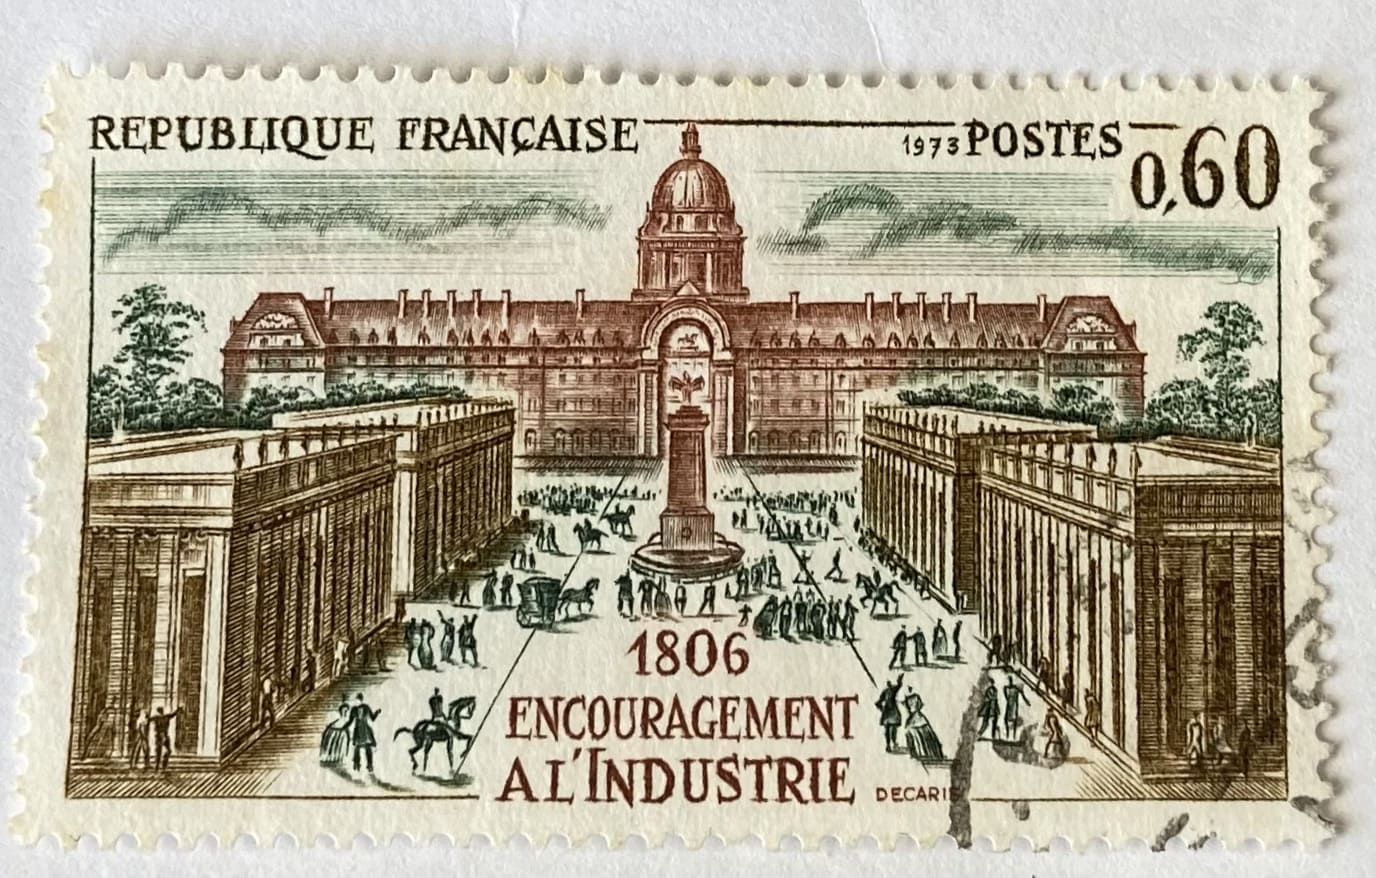 REPUBLIQUE FRANÇAISE
1973 POSTES
0,60
1806
ENCOURAGEMENT
A L'INDUSTRIE
DECARIS